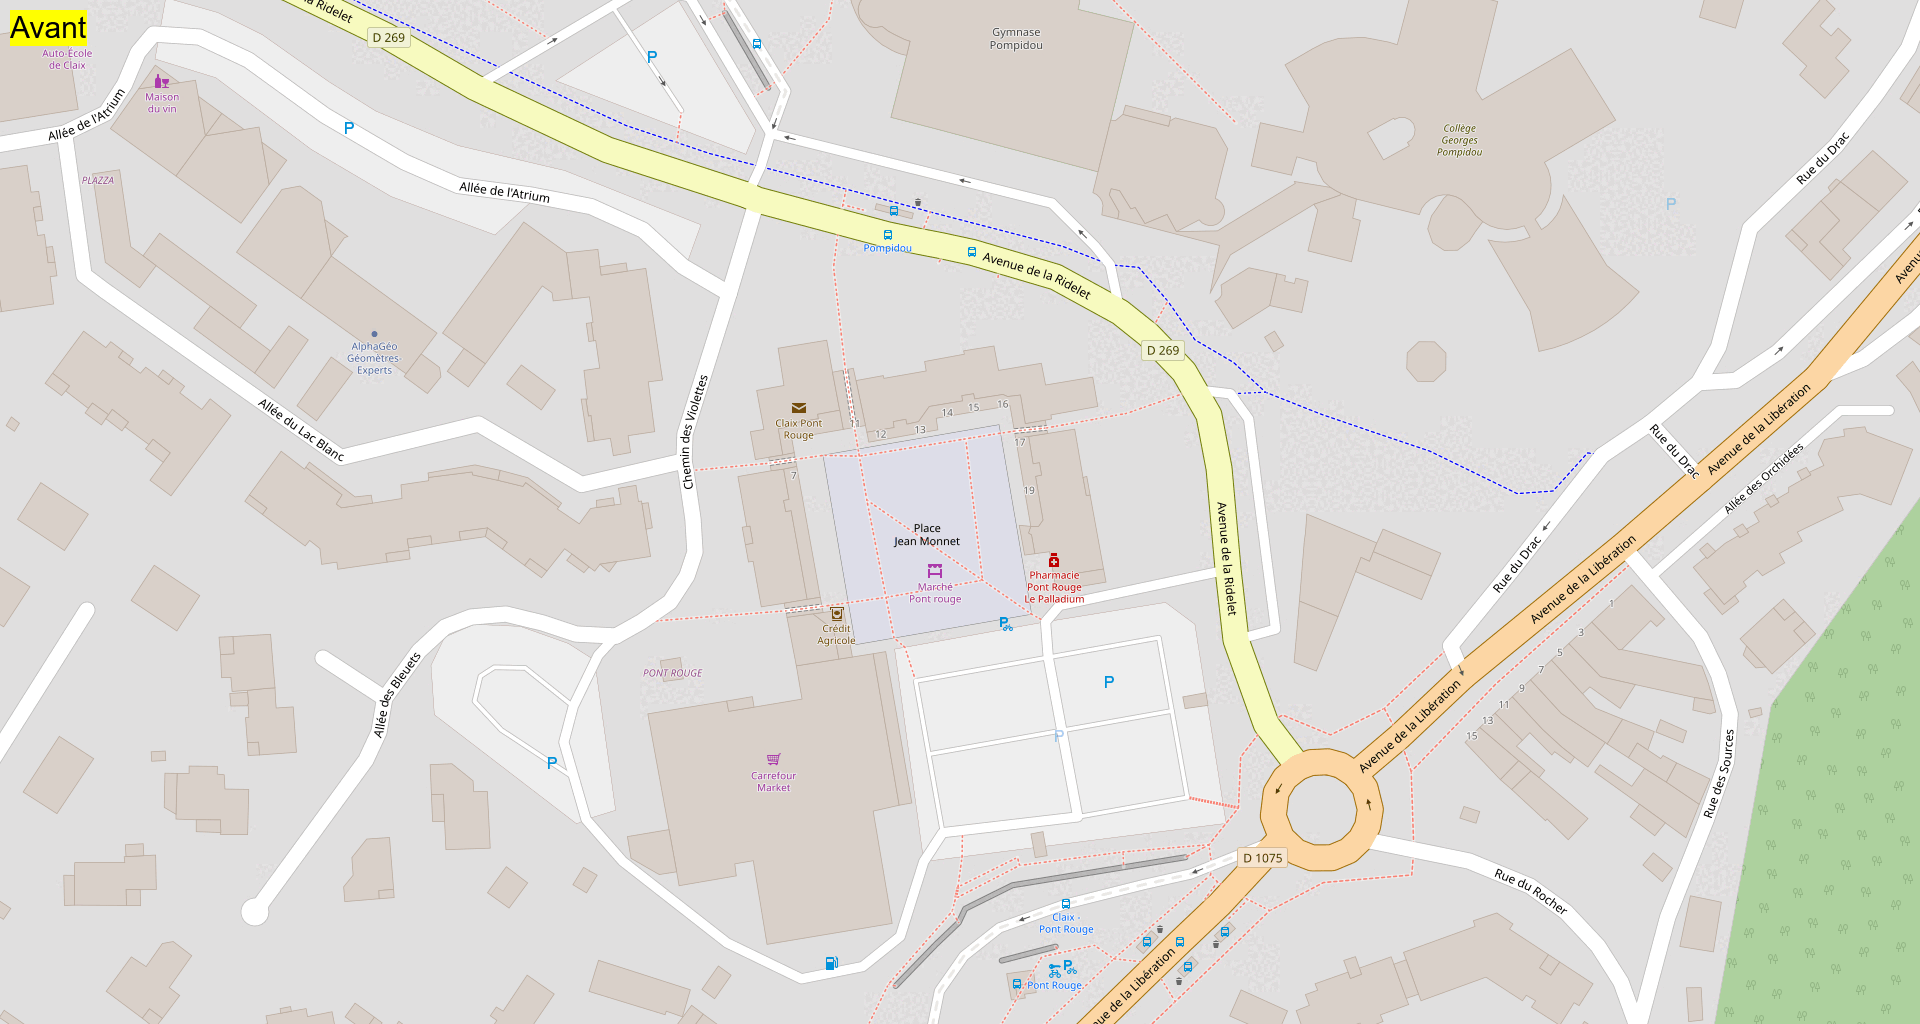 Avant
la Ridelet
D 269
P
Gymnase
Pompidou
Auto-École
de Claix
Maison
du vin
Allée de l'Atrium
P
Collège
Georges
Pompidou
Rue du Drac
PLAZZA
Allée de l'Atrium
P
Pompidou
Avenue de la Ridelet
Avenue
AlphaGéo
Géomètres-
Experts
D 269
Allée du Lac Blanc
Chemin des Violettes
Claix Pont
Rouge
11
12
13
14
15
16
17
7
19
Rue du Drac
Avenue de la Libération
Allée des Orchidées
Place
Jean Monnet
Marché
Pont rouge
Pharmacie
Pont Rouge
Le Palladium
Avenue de la Ridelet
Rue du Drac
Avenue de la Libération
Crédit
Agricole
P
1
3
5
7
9
11
13
15
Allée des Bleuets
PONT ROUGE
P
P
P
Avenue de la Libération
Carrefour
Market
Rue des Sources
D 1075
Rue du Rocher
Claix -
Pont Rouge
P
Pont Rouge
Avenue de la Libération